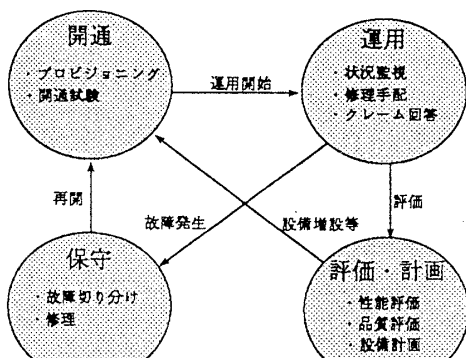 開通
・プロビジョニング
・開通試験
運用開始
運用
・状況監視
・修理手配
・クレーム回答
再開
故障発生
設備増設等
評価
保守
・故障切り分け
・修理
評価・計画
・性能評価
・品質評価
・設備計画